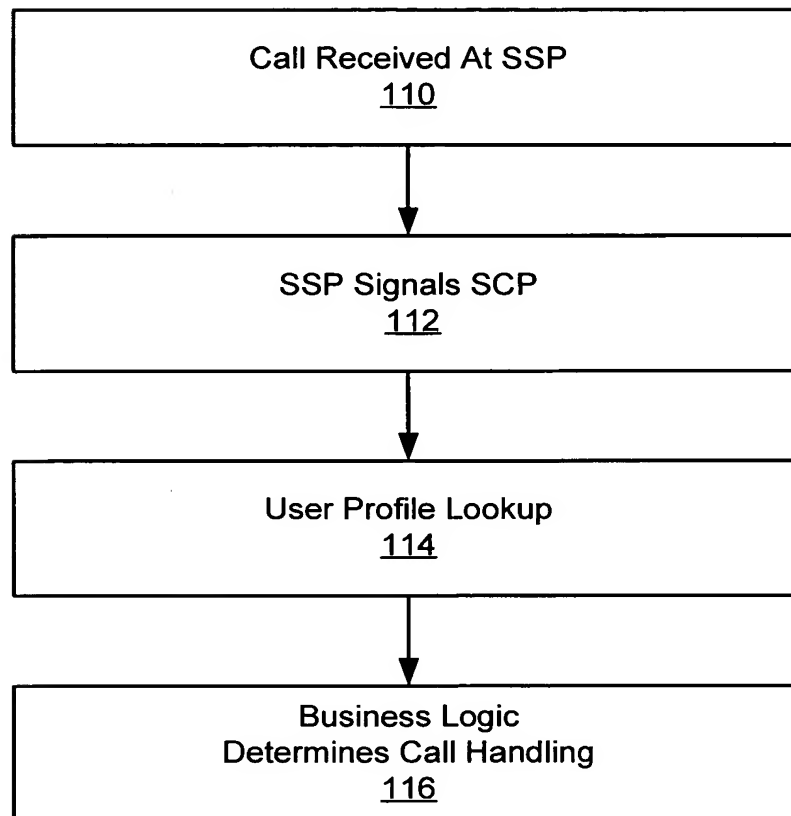 Call Received At SSP
110
SSP Signals SCP
112
User Profile Lookup
114
Business Logic
Determines Call Handling
116